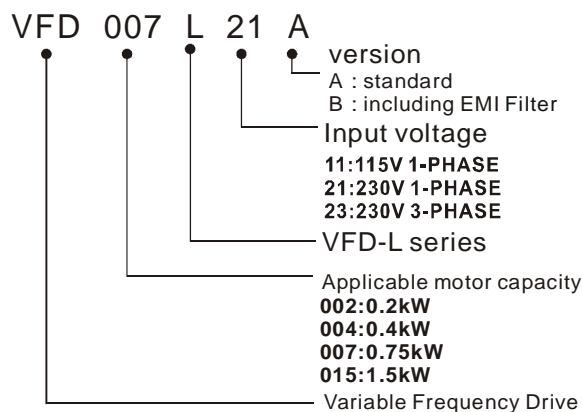 VFD 007 L 21 A
version
A : standard
B : including EMI Filter
Input voltage
11:115V 1-PHASE
21:230V 1-PHASE
23:230V 3-PHASE
VFD-L series
Applicable motor capacity
002:0.2kW
004:0.4kW
007:0.75kW
015:1.5kW
Variable Frequency Drive